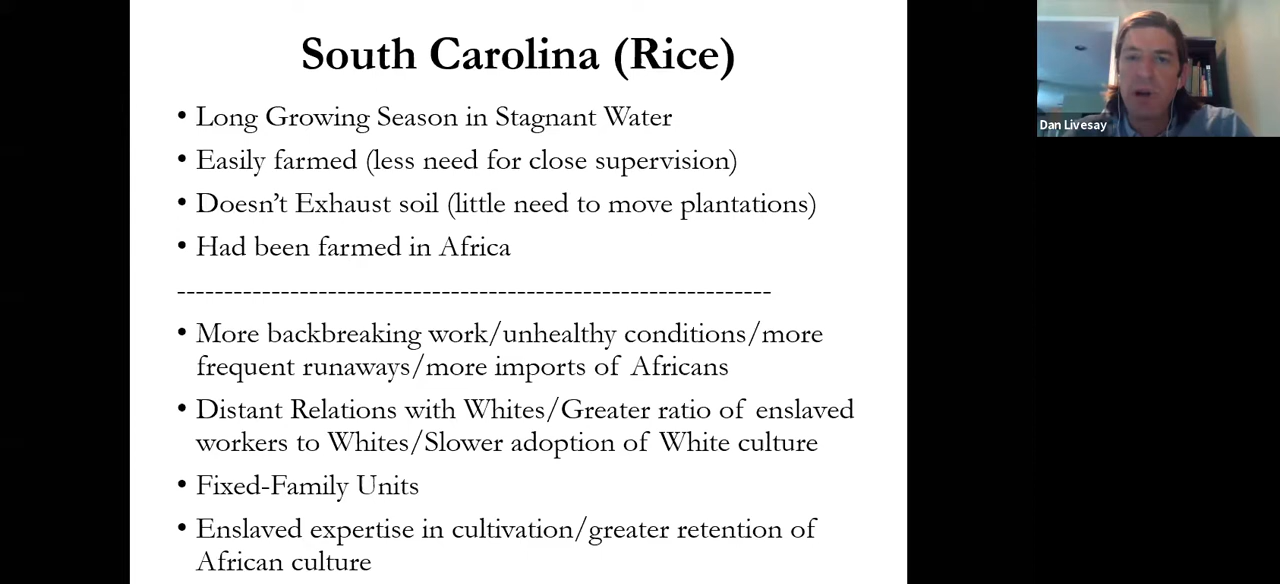 South Carolina (Rice)
• Long Growing Season in Stagnant Water
• Easily farmed (less need for close supervision)
• Doesn’t Exhaust soil (little need to move plantations)
• Had been farmed in Africa
----------------------------------------------------------------
• More backbreaking work/unhealthy conditions/more
frequent runaways/more imports of Africans
• Distant Relations with Whites/Greater ratio of enslaved
workers to Whites/Slower adoption of White culture
• Fixed-Family Units
• Enslaved expertise in cultivation/greater retention of
African culture
Dan Livesay